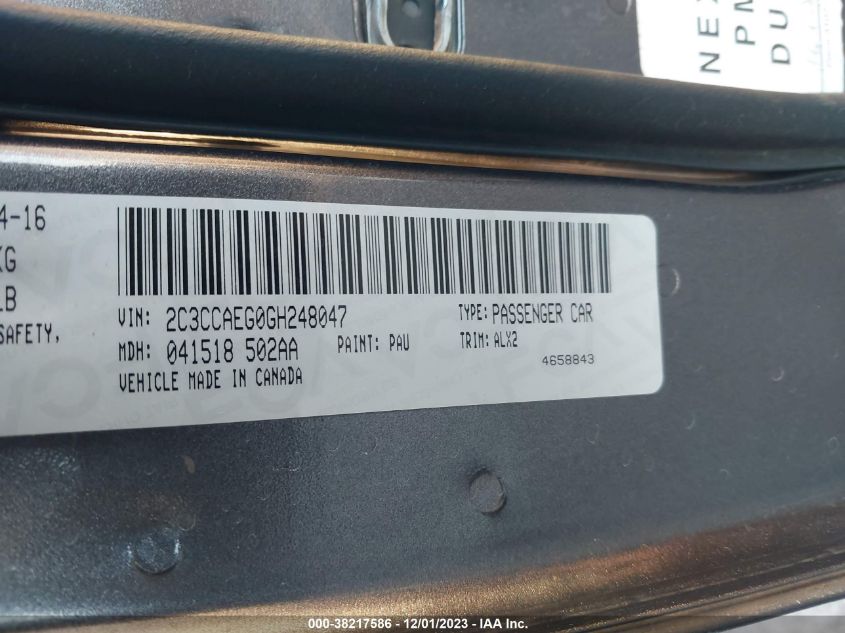 NEX
PM
DU
4-16
KG
LB
SAFETY,
VIN: 2C3CCAEG0GH248047
TYPE: PASSENGER CAR
MDH: 041518 502AA
PAINT: PAU
TRIM: ALX2
VEHICLE MADE IN CANADA
4658843
000-38217586 - 12/01/2023 - IAA Inc.